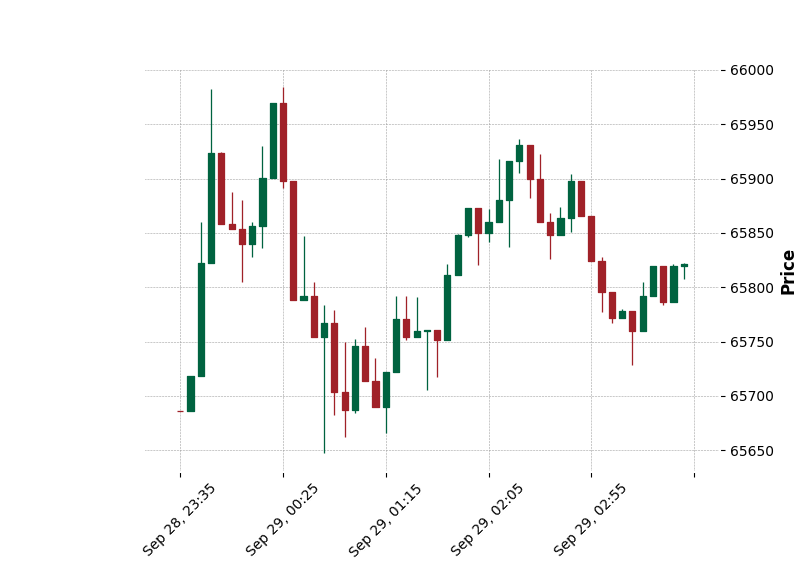 66000
65950
65900
65850
65800
65750
65700
65650
Price
Sep 28, 23:35
Sep 29, 00:25
Sep 29, 01:15
Sep 29, 02:05
Sep 29, 02:55